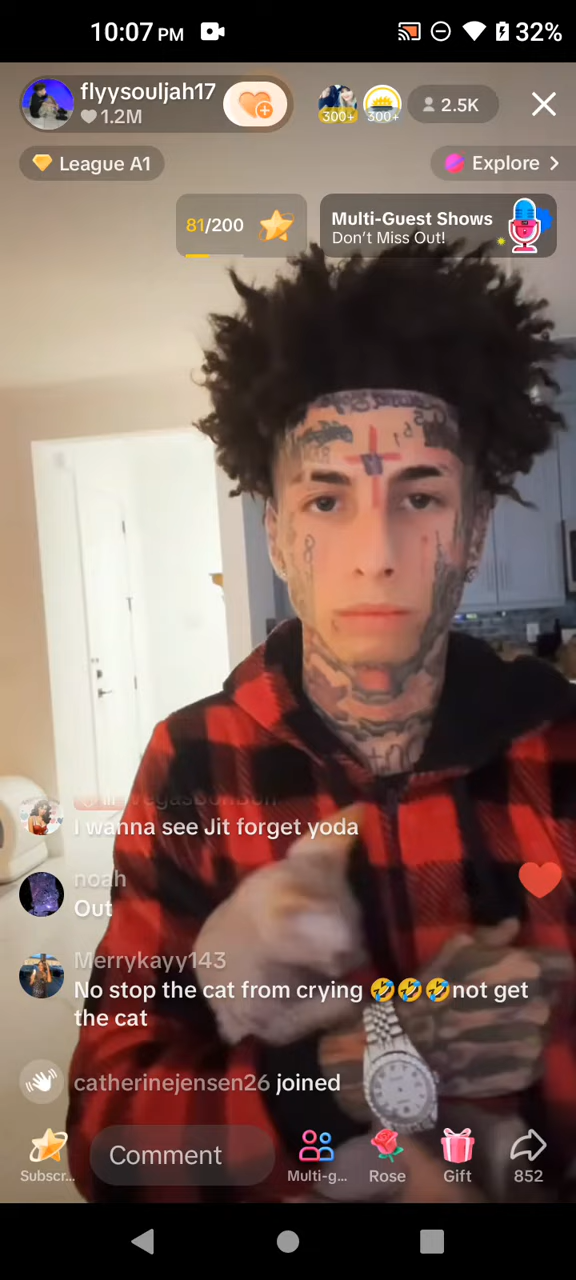 10:07 PM
32%
flyysouljah17
1.2M
300+
300+
2.5K
League A1
Explore
81/200
Multi-Guest Shows
Don't Miss Out!
I wanna see Jit forget yoda
noah
Out
Merrykayy143
No stop the cat from crying 🤣🤣🤣not get
the cat
catherinejensen26 joined
Subscr...
Comment
Multi-g...
Rose
Gift
852